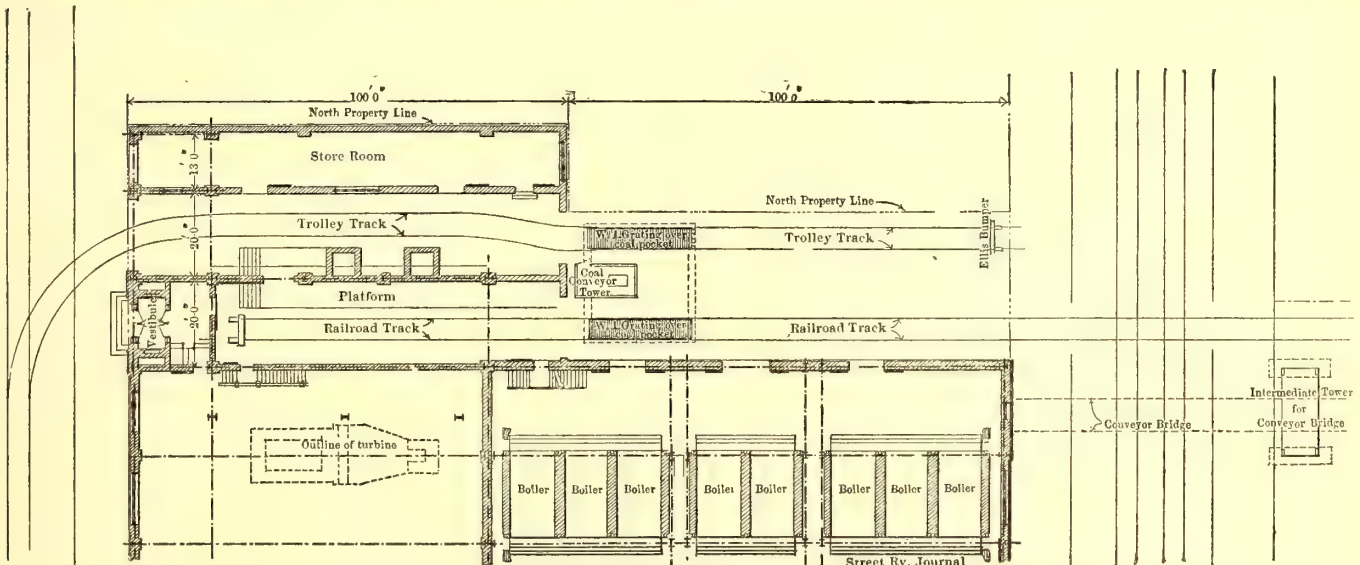 100'0" 100'0"
North Property Line
Store Room
13'0"
North Property Line
Trolley Track
20'0"
W.I. Grating over
coal pocket
Trolley Track
Ellis Bumper
Coal
Conveyor
Tower
Platform
Vestibule
20'0"
Railroad Track
W.I. Grating over
coal pocket
Railroad Track
Intermediate Tower
for
Conveyor Bridge
Conveyor Bridge
Outline of turbine
Boiler Boiler Boiler Boiler Boiler Boiler Boiler Boiler
Street Ry. Journal